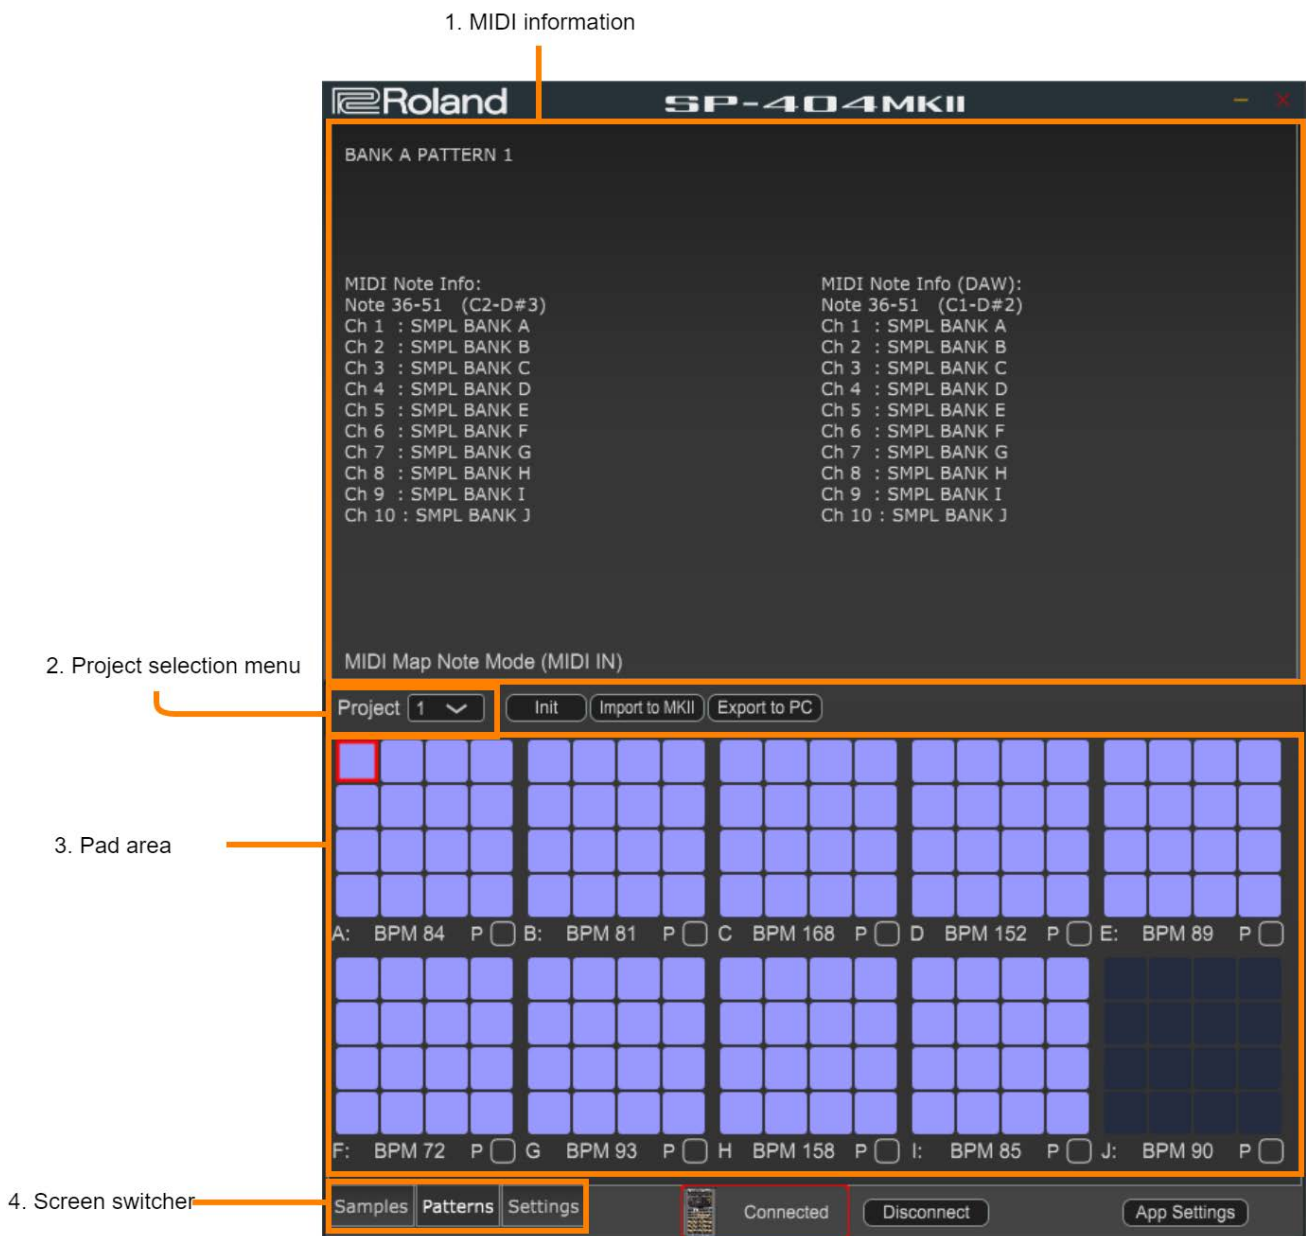 1. MIDI information
Roland SP-404MKII
BANK A PATTERN 1
MIDI Note Info:
Note 36-51 (C2-D#3)
Ch 1 : SMPL BANK A
Ch 2 : SMPL BANK B
Ch 3 : SMPL BANK C
Ch 4 : SMPL BANK D
Ch 5 : SMPL BANK E
Ch 6 : SMPL BANK F
Ch 7 : SMPL BANK G
Ch 8 : SMPL BANK H
Ch 9 : SMPL BANK I
Ch 10 : SMPL BANK J
MIDI Note Info (DAW):
Note 36-51 (C1-D#2)
Ch 1 : SMPL BANK A
Ch 2 : SMPL BANK B
Ch 3 : SMPL BANK C
Ch 4 : SMPL BANK D
Ch 5 : SMPL BANK E
Ch 6 : SMPL BANK F
Ch 7 : SMPL BANK G
Ch 8 : SMPL BANK H
Ch 9 : SMPL BANK I
Ch 10 : SMPL BANK J
MIDI Map Note Mode (MIDI IN)
2. Project selection menu
Project 1 Init Import to MKII Export to PC
3. Pad area
A: BPM 84 P B: BPM 81 P C BPM 168 P D BPM 152 P E: BPM 89 P
F: BPM 72 P G BPM 93 P H BPM 158 P I: BPM 85 P J: BPM 90 P
4. Screen switcher
Samples Patterns Settings Connected Disconnect App Settings